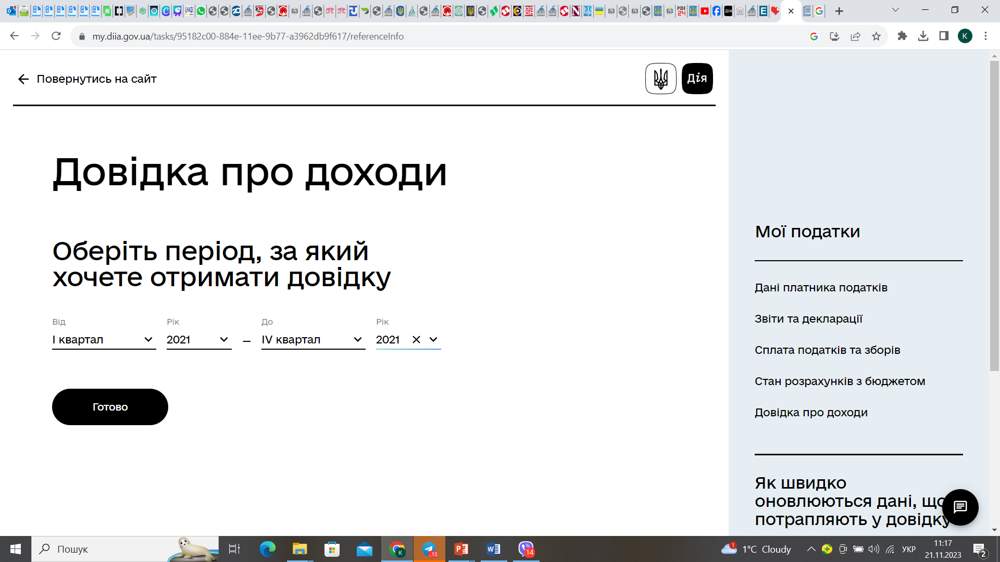 my.diia.gov.ua/tasks/95182c00-884e-11ee-9b77-a3962db9f617/referenceInfo
K
Повернутись на сайт
Дія
Довідка про доходи
Оберіть період, за який
хочете отримати довідку
Від
Рік
До
Рік
I квартал
2021
–
IV квартал
2021
Готово
Мої податки
Дані платника податків
Звіти та декларації
Сплата податків та зборів
Стан розрахунків з бюджетом
Довідка про доходи
Як швидко
оновлюються дані, що
потрапляють у довідку
Пошук
1°C Cloudy
УКР
11:17
21.11.2023
2